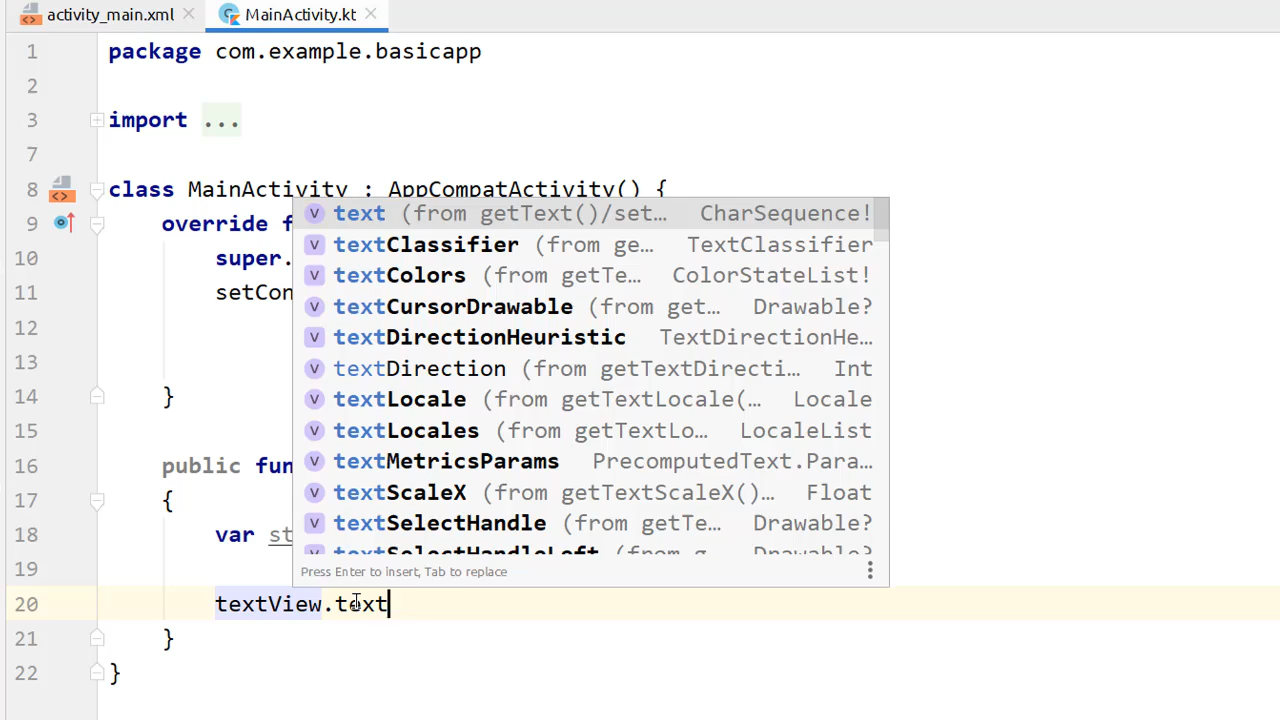 activity_main.xml MainActivity.kt
1 package com.example.basicapp
2
3 import ...
7
8 class MainActivity : AppCompatActivity() {
9 override f
10 super.
11 setCon
12
13
14 }
15
16 public fun
17 {
18 var st
19
20 textView.text
21 }
22 }
v text (from getText()/set… CharSequence!
v textClassifier (from ge… TextClassifier
v textColors (from getTe… ColorStateList!
v textCursorDrawable (from get… Drawable?
v textDirectionHeuristic TextDirectionHe…
v textDirection (from getTextDirecti… Int
v textLocale (from getTextLocale(… Locale
v textLocales (from getTextLo… LocaleList
v textMetricsParams PrecomputedText.Para…
v textScaleX (from getTextScaleX()… Float
v textSelectHandle (from getTe… Drawable?
v textSelectHandleLeft (from g… Drawable?
Press Enter to insert, Tab to replace